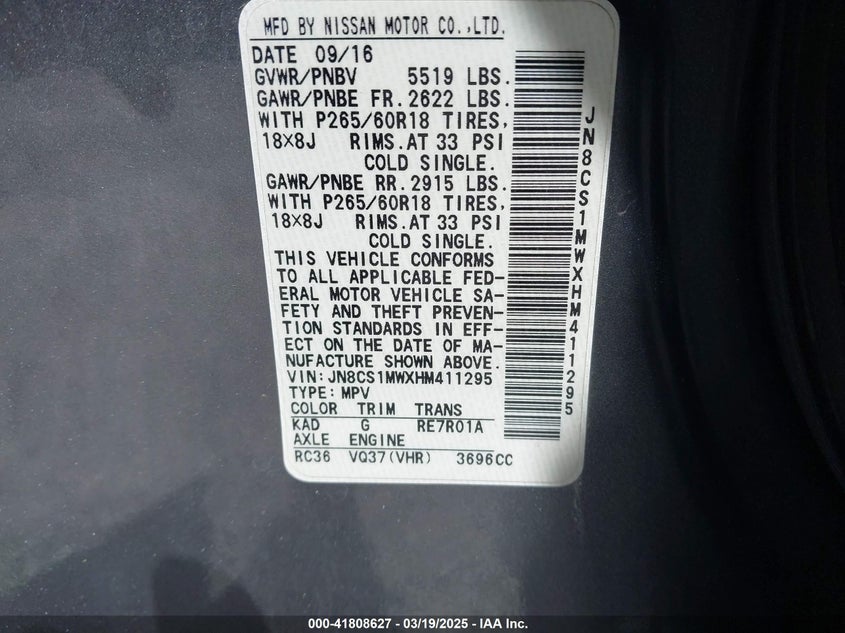 MFD BY NISSAN MOTOR CO.,LTD.
DATE 09/16
GVWR/PNBV 5519 LBS.
GAWR/PNBE FR. 2622 LBS.
WITH P265/60R18 TIRES,
18×8J RIMS.AT 33 PSI
COLD SINGLE.
GAWR/PNBE RR. 2915 LBS.
WITH P265/60R18 TIRES,
18×8J RIMS.AT 33 PSI
COLD SINGLE.
THIS VEHICLE CONFORMS
TO ALL APPLICABLE FED-
ERAL MOTOR VEHICLE SA-
FETY AND THEFT PREVEN-
TION STANDARDS IN EFF-
ECT ON THE DATE OF MA-
NUFACTURE SHOWN ABOVE.
VIN:JN8CS1MWXHM411295
TYPE:MPV
COLOR TRIM TRANS
KAD G RE7R01A
AXLE ENGINE
RC36 VQ37(VHR) 3696CC
JN8CS1MWXHM411295
000-41808627 - 03/19/2025 - IAA Inc.